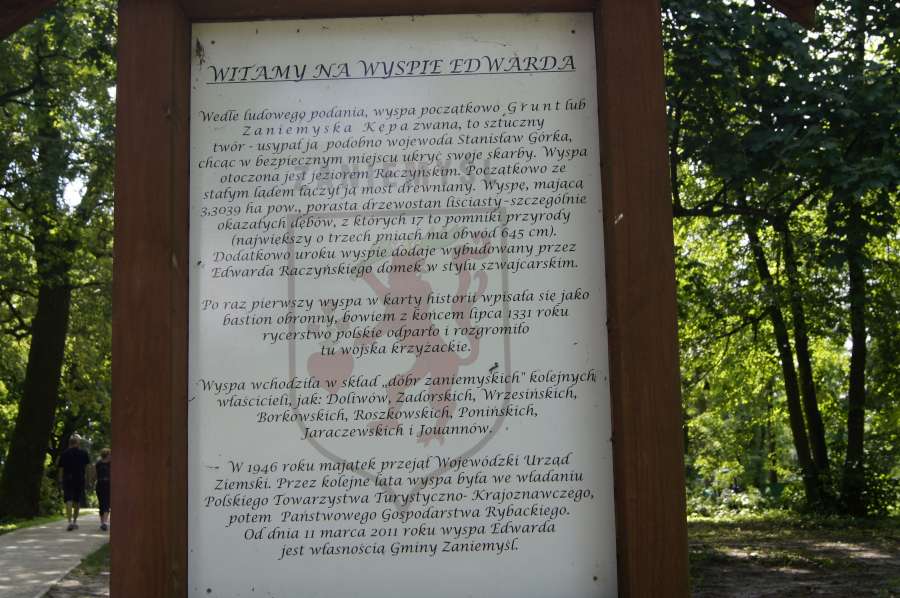 WITAMY NA WYSPIE EDWARDA
Wedle ludowego podania, wyspa początkowo Grunt lub
Zaniemyska Kępa zwana, to sztuczny
twór - usypał ja podobno wojewoda Stanisław Górka,
chcąc w bezpiecznym miejscu ukryć swoje skarby. Wyspa
otoczona jest jeziorem Raczyńskim. Początkowo ze
stałym lądem łączył ją most drewniany. Wyspę, mającą
3,3039 ha pow., porasta drzewostan liściasty - szczególnie
okazałych dębów, z których 17 to pomniki przyrody
(największy o trzech pniach ma obwód 645 cm).
Dodatkowo uroku wyspie dodaje wybudowany przez
Edwarda Raczyńskiego domek w stylu szwajcarskim.
Po raz pierwszy wyspa w karty historii wpisała się jako
bastion obronny, bowiem z końcem lipca 1331 roku
rycerstwo polskie odparło i rozgromiło
tu wojska krzyżackie.
Wyspa wchodziła w skład „dóbr zaniemyskich" kolejnych
właścicieli, jak: Doliwów, Zadorskich, Wrzesińskich,
Borkowskich, Roszkowskich, Ponińskich,
Jaraczewskich i Jouannów.
W 1946 roku majątek przejął Wojewódzki Urząd
Ziemski. Przez kolejne lata wyspa była we władaniu
Polskiego Towarzystwa Turystyczno- Krajoznawczego,
potem Państwowego Gospodarstwa Rybackiego.
Od dnia 11 marca 2011 roku wyspa Edwarda
jest własnością Gminy Zaniemyśl.